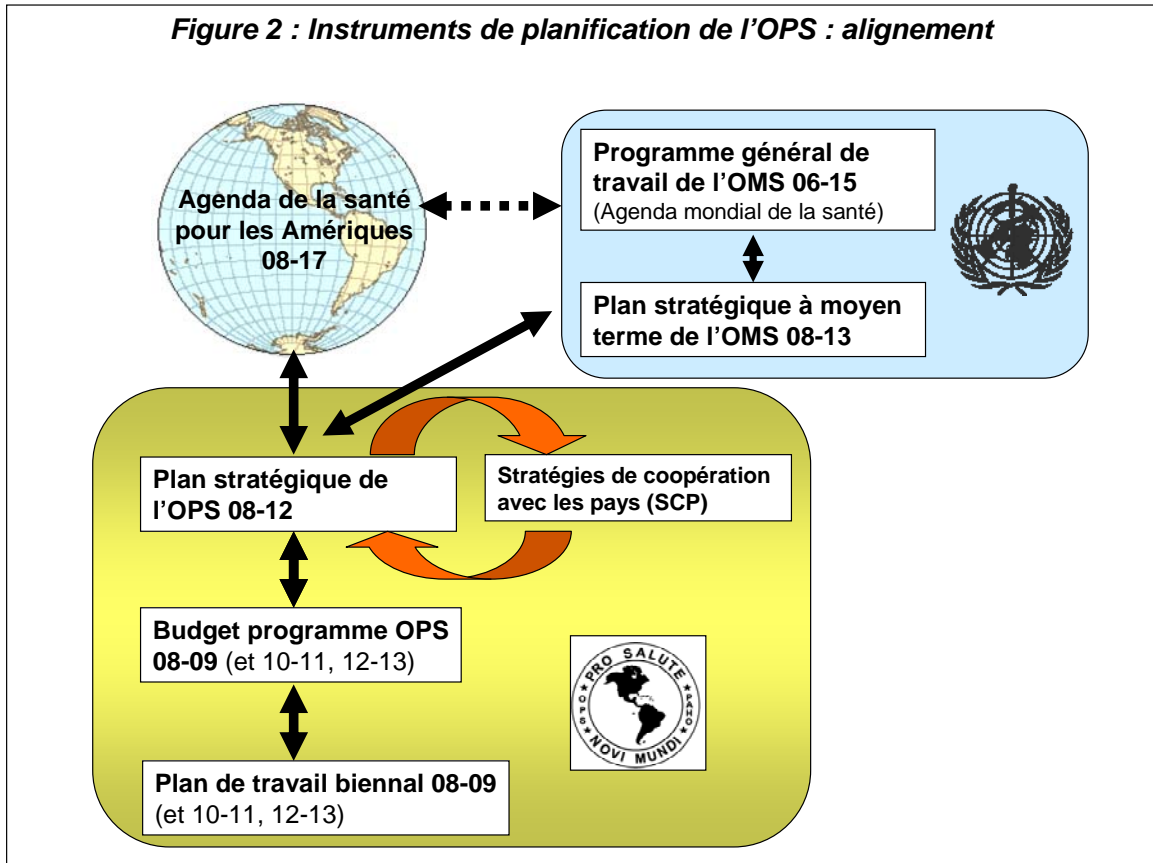 Figure 2 : Instruments de planification de l’OPS : alignement
Agenda de la santé
pour les Amériques
08-17
Programme général de
travail de l’OMS 06-15
(Agenda mondial de la santé)
Plan stratégique à moyen
terme de l’OMS 08-13
Plan stratégique de
l’OPS 08-12
Stratégies de coopération
avec les pays (SCP)
Budget programme OPS
08-09 (et 10-11, 12-13)
PRO SALUTE
OPS
PAHO
NOVI MUNDI
Plan de travail biennal 08-09
(et 10-11, 12-13)